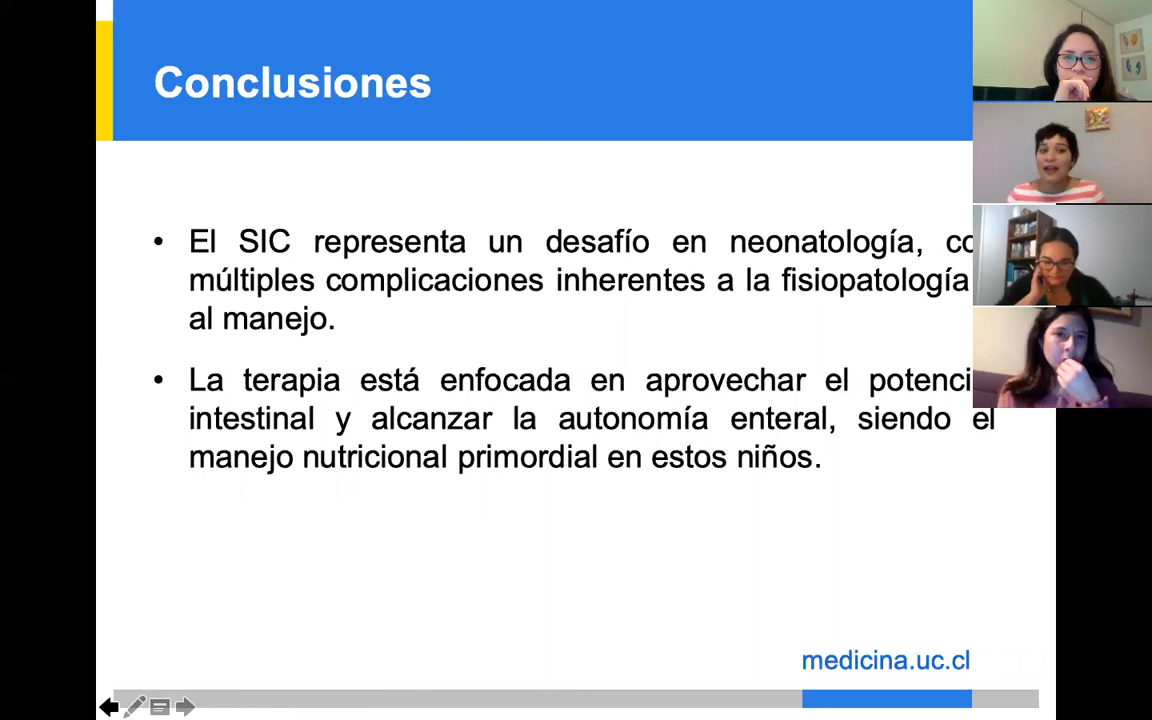 Conclusiones
• El SIC representa un desafío en neonatología,
múltiples complicaciones inherentes a la fisiopatología
al manejo.
• La terapia está enfocada en aprovechar el
intestinal y alcanzar la autonomía enteral, siendo el
manejo nutricional primordial en estos niños.
medicina.uc.cl